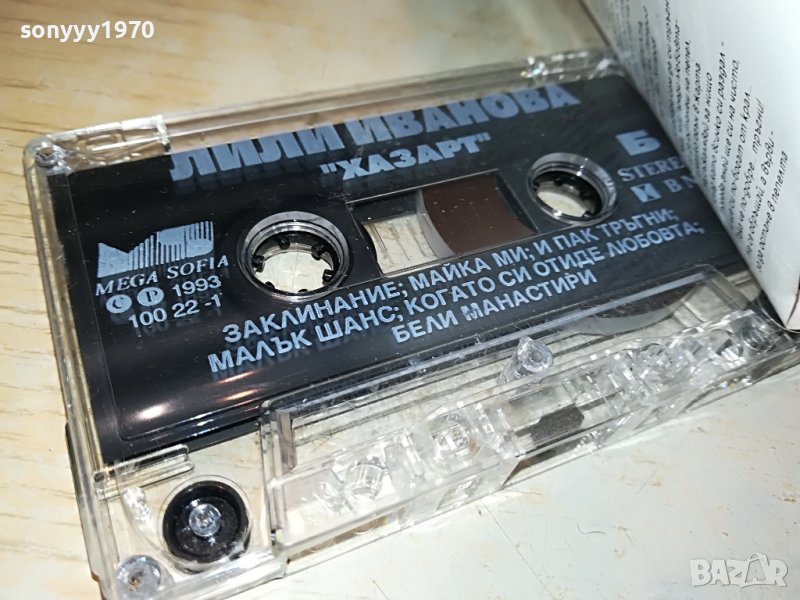 sonyyy1970
ЛИЛИ ИВАНОВА
"ХАЗАРТ"
Б
STEREO
MEGA SOFIA
© ℗ 1993
100 22 -1
ЗАКЛИНАНИЕ; МАЙКА МИ; И ПАК ТРЪГНИ;
МАЛЪК ШАНС; КОГАТО СИ ОТИДЕ ЛЮБОВТА;
БЕЛИ МАНАСТИРИ
BAZAR